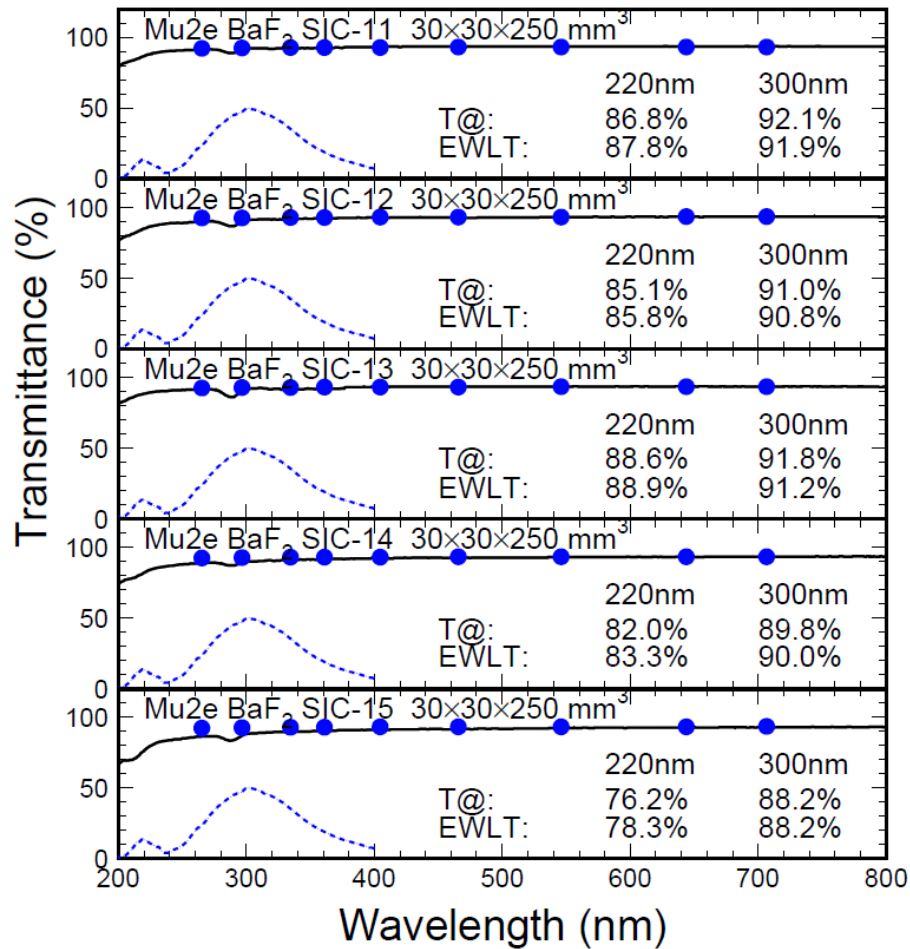 Transmittance (%)
100
50
0
Mu2e BaF₂ SIC-11 30×30×250 mm³
220nm 300nm
T@: 86.8% 92.1%
EWLT: 87.8% 91.9%
100
50
0
Mu2e BaF₂ SIC-12 30×30×250 mm³
220nm 300nm
T@: 85.1% 91.0%
EWLT: 85.8% 90.8%
100
50
0
Mu2e BaF₂ SIC-13 30×30×250 mm³
220nm 300nm
T@: 88.6% 91.8%
EWLT: 88.9% 91.2%
100
50
0
Mu2e BaF₂ SIC-14 30×30×250 mm³
220nm 300nm
T@: 82.0% 89.8%
EWLT: 83.3% 90.0%
100
50
0
Mu2e BaF₂ SIC-15 30×30×250 mm³
220nm 300nm
T@: 76.2% 88.2%
EWLT: 78.3% 88.2%
200 300 400 500 600 700 800
Wavelength (nm)